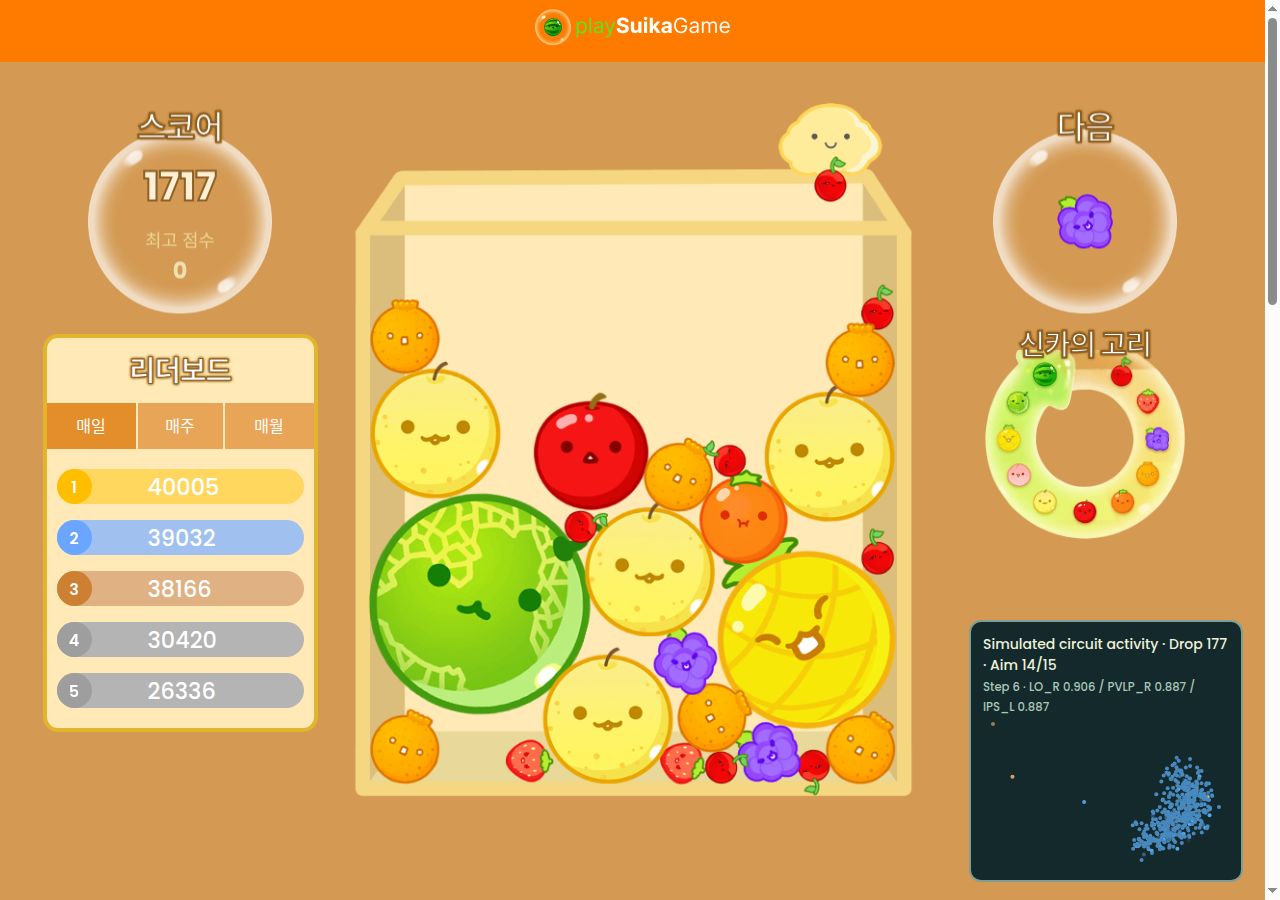 playSuikaGame
스코어
1717
최고 점수
0
다음
신카의 고리
리더보드
매일 매주 매월
1 40005
2 39032
3 38166
4 30420
5 26336
Simulated circuit activity · Drop 177
· Aim 14/15
Step 6 · LO_R 0.906 / PVLP_R 0.887 /
IPS_L 0.887